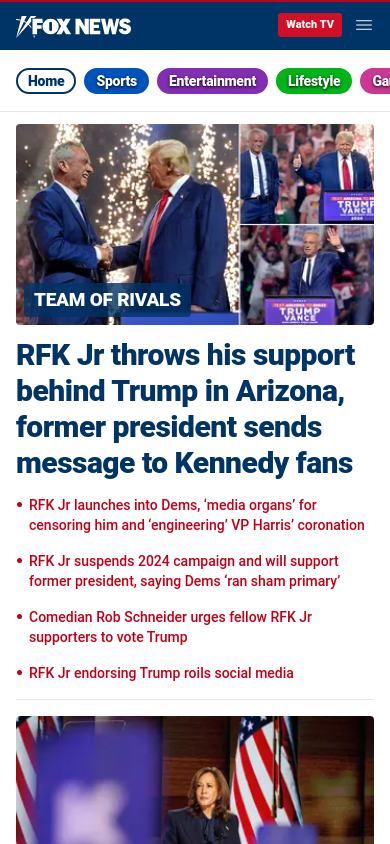 FOX NEWS
Watch TV
Home
Sports
Entertainment
Lifestyle
Ga
TRUMP
VANCE
TRUMP
VANCE
TEAM OF RIVALS
RFK Jr throws his support
behind Trump in Arizona,
former president sends
message to Kennedy fans
• RFK Jr launches into Dems, ‘media organs’ for
censoring him and ‘engineering’ VP Harris’ coronation
• RFK Jr suspends 2024 campaign and will support
former president, saying Dems ‘ran sham primary’
• Comedian Rob Schneider urges fellow RFK Jr
supporters to vote Trump
• RFK Jr endorsing Trump roils social media